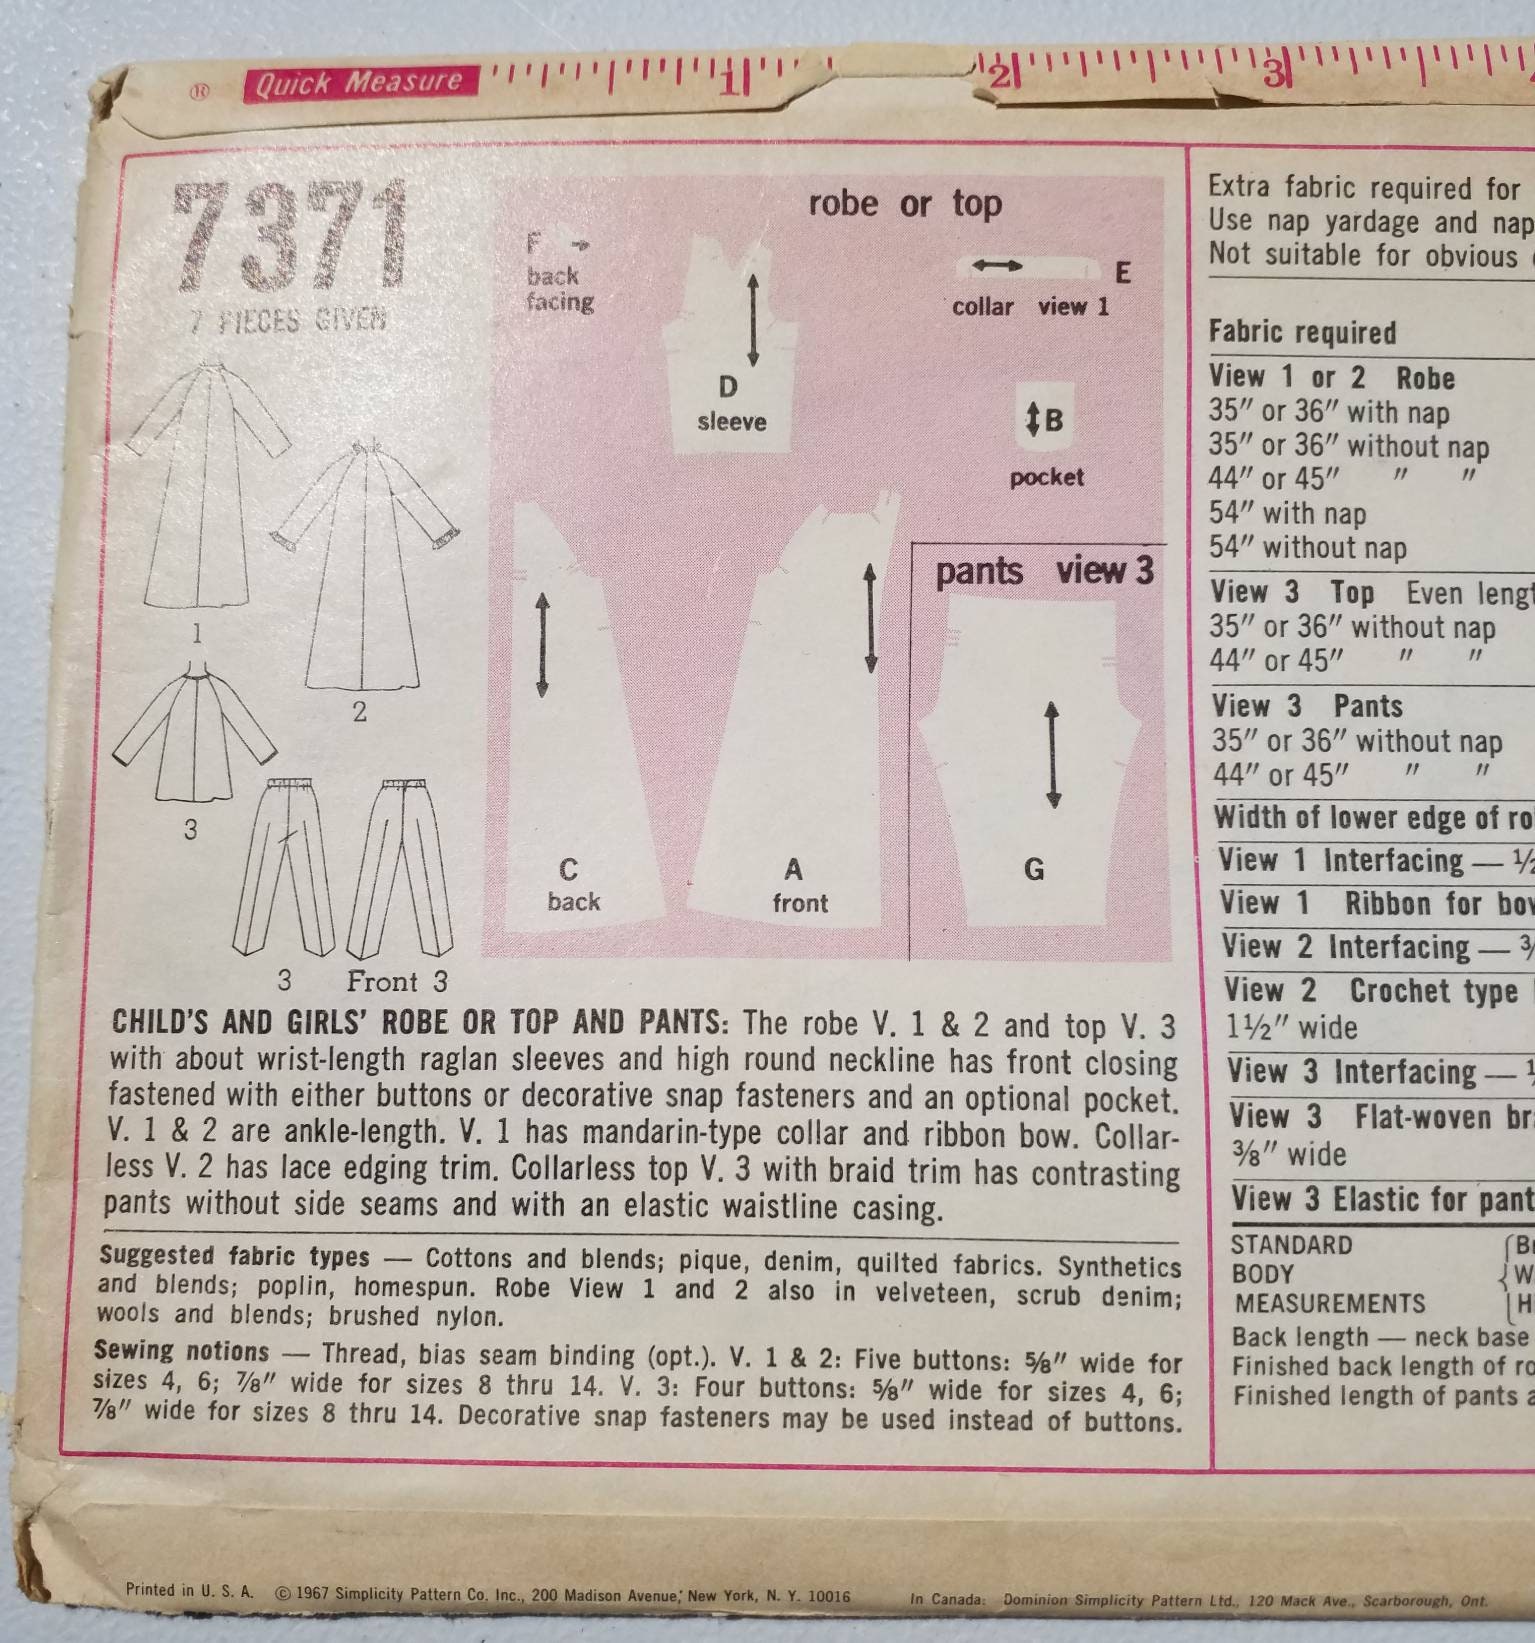 ® Quick Measure 1 2 3
7371
7 PIECES GIVEN
1
2
3
3 Front 3
robe or top
F
back
facing
D
sleeve
E
collar view 1
B
pocket
pants view 3
C
back
A
front
G
CHILD'S AND GIRLS' ROBE OR TOP AND PANTS: The robe V. 1 & 2 and top V. 3
with about wrist-length raglan sleeves and high round neckline has front closing
fastened with either buttons or decorative snap fasteners and an optional pocket.
V. 1 & 2 are ankle-length. V. 1 has mandarin-type collar and ribbon bow. Collar-
less V. 2 has lace edging trim. Collarless top V. 3 with braid trim has contrasting
pants without side seams and with an elastic waistline casing.
Suggested fabric types — Cottons and blends; pique, denim, quilted fabrics. Synthetics
and blends; poplin, homespun. Robe View 1 and 2 also in velveteen, scrub denim;
wools and blends; brushed nylon.
Sewing notions — Thread, bias seam binding (opt.). V. 1 & 2: Five buttons: ⅝″ wide for
sizes 4, 6; ⅞″ wide for sizes 8 thru 14. V. 3: Four buttons: ⅝″ wide for sizes 4, 6;
⅞″ wide for sizes 8 thru 14. Decorative snap fasteners may be used instead of buttons.
Extra fabric required for
Use nap yardage and nap
Not suitable for obvious
Fabric required
View 1 or 2 Robe
35″ or 36″ with nap
35″ or 36″ without nap
44″ or 45″ ″ ″
54″ with nap
54″ without nap
View 3 Top Even
35″ or 36″ without nap
44″ or 45″ ″ ″
View 3 Pants
35″ or 36″ without nap
44″ or 45″ ″ ″
Width of lower edge of
View 1 Interfacing —
View 1 Ribbon for
View 2 Interfacing —
View 2 Crochet type
1½″ wide
View 3 Interfacing —
View 3 Flat-woven
⅜″ wide
View 3 Elastic for
STANDARD
BODY
MEASUREMENTS
Back length — neck base
Finished back length of
Finished length of pants
Printed in U. S. A. © 1967 Simplicity Pattern Co. Inc., 200 Madison Avenue, New York, N. Y. 10016 In Canada: Dominion Simplicity Pattern Ltd., 120 Mack Ave., Scarborough, Ont.